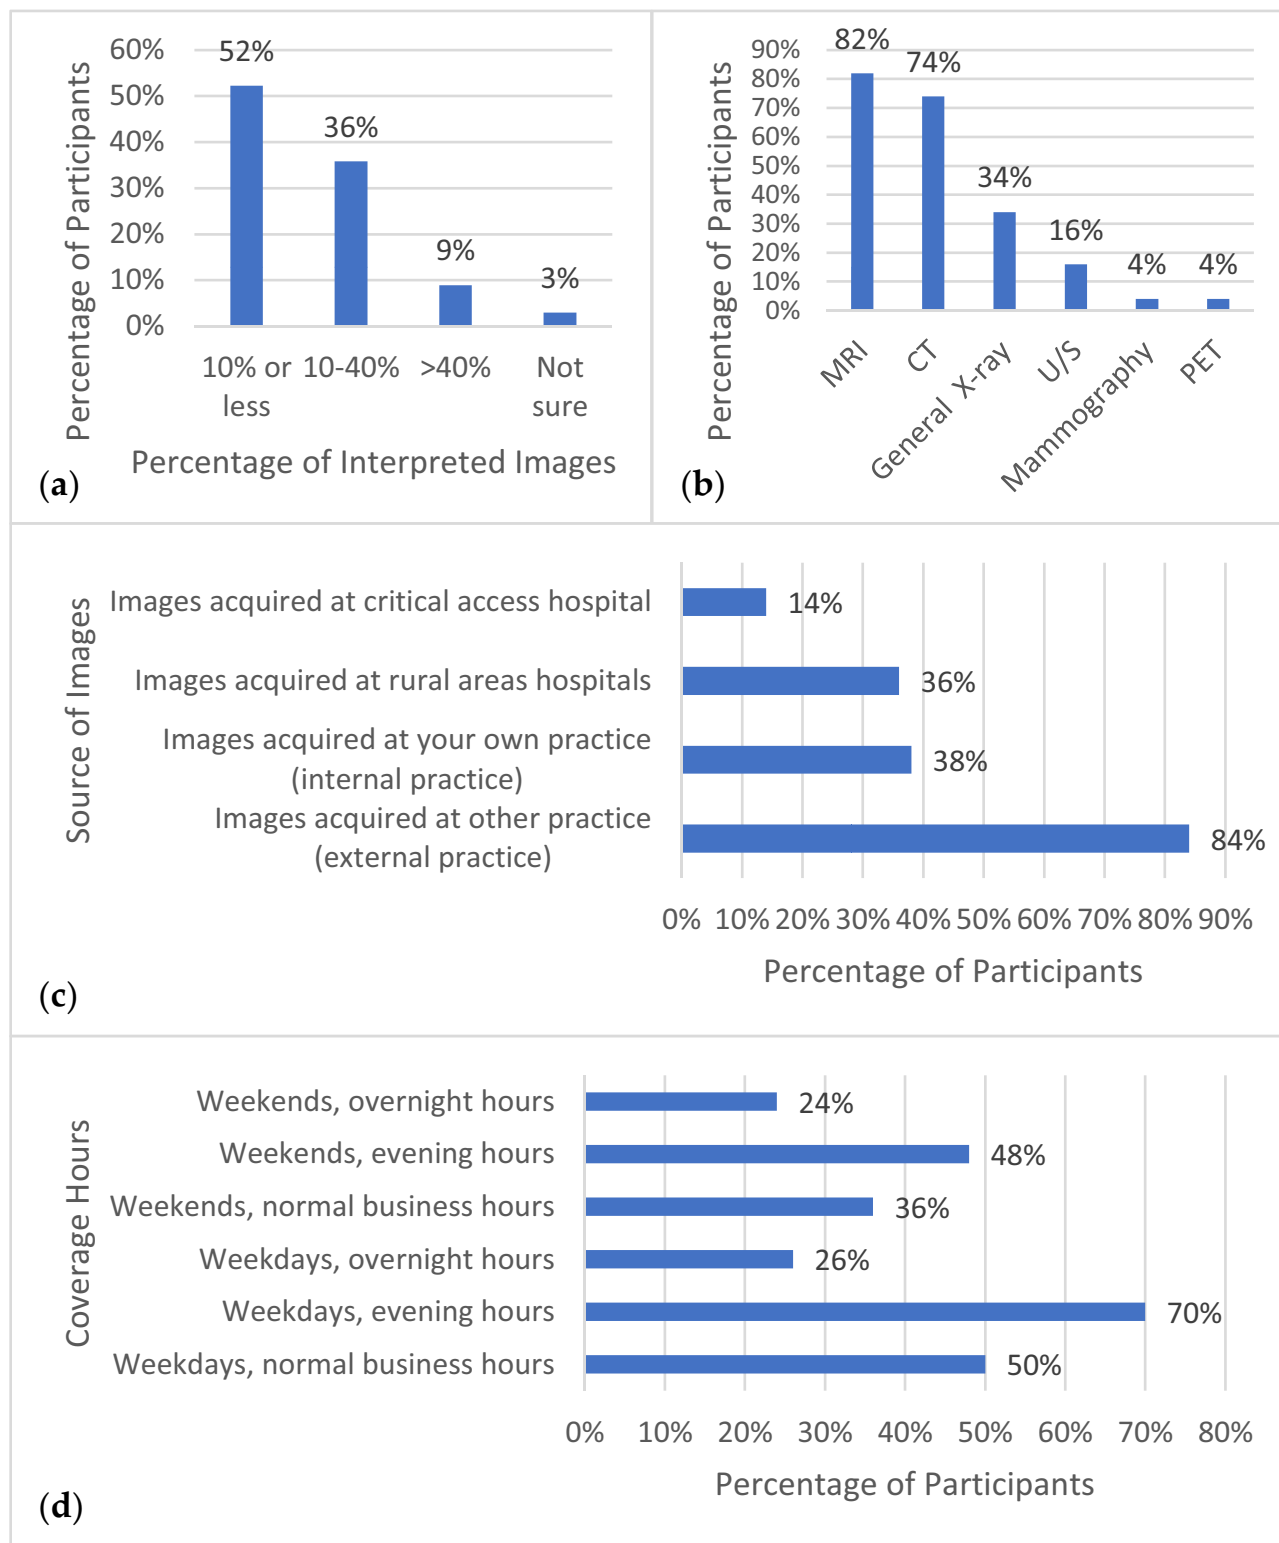 60%
50%
40%
30%
20%
10%
0%
52%
36%
9%
3%
10% or less
10-40%
>40%
Not sure
Percentage of Participants
Percentage of Interpreted Images
(a)
90%
80%
70%
60%
50%
40%
30%
20%
10%
0%
82%
74%
34%
16%
4%
4%
MRI
CT
General X-ray
U/S
Mammography
PET
Percentage of Participants
(b)
Source of Images
Images acquired at critical access hospital
14%
Images acquired at rural areas hospitals
36%
Images acquired at your own practice
(internal practice)
38%
Images acquired at other practice
(external practice)
84%
0% 10% 20% 30% 40% 50% 60% 70% 80% 90%
Percentage of Participants
(c)
Coverage Hours
Weekends, overnight hours
24%
Weekends, evening hours
48%
Weekends, normal business hours
36%
Weekdays, overnight hours
26%
Weekdays, evening hours
70%
Weekdays, normal business hours
50%
0% 10% 20% 30% 40% 50% 60% 70% 80%
Percentage of Participants
(d)